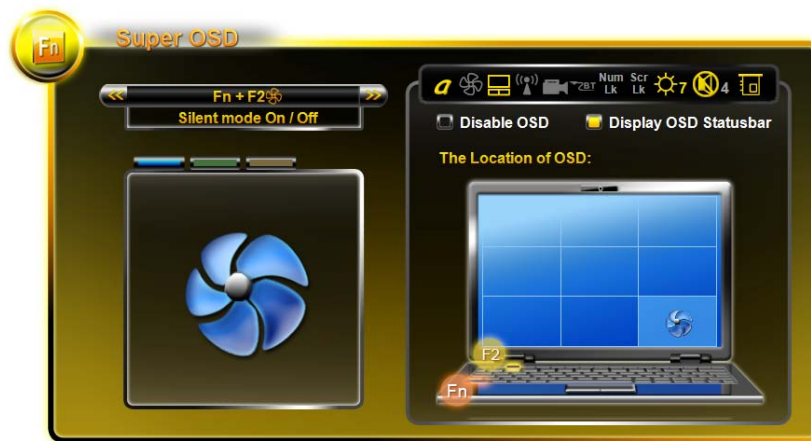 Fn
Super OSD
<< Fn + F2 >>
Silent mode On / Off
a BT Num Lk Scr Lk 7 4
Disable OSD Display OSD Statusbar
The Location of OSD:
F2
Fn